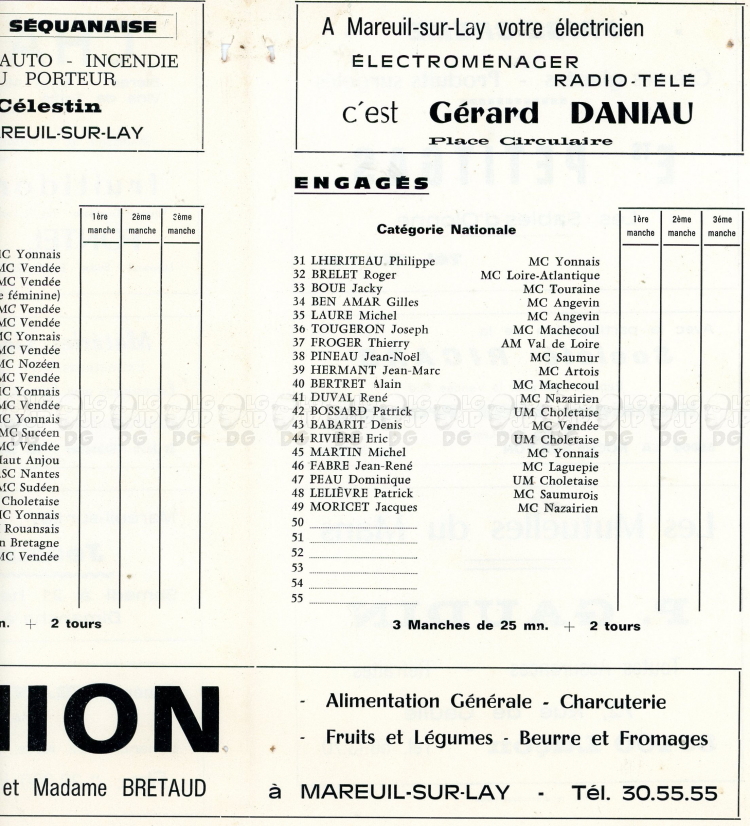 SÉQUANAISE
AUTO - INCENDIE
U PORTEUR
Célestin
AREUIL-SUR-LAY
1ère manche
2ème manche
2ème manche
MC Yonnais
MC Vendée
MC Vendée
e féminine)
MC Vendée
MC Vendée
MC Yonnais
MC Vendée
MC Nozéen
MC Vendée
MC Yonnais
MC Vendée
MC Yonnais
MC Sucéen
MC Vendée
Haut Anjou
ASC Nantes
MC Sudéen
Choletaise
MC Yonnais
Rouansais
n Bretagne
MC Vendée
n. + 2 tours
A Mareuil-sur-Lay votre électricien
ÉLECTROMÉNAGER
RADIO-TÉLÉ
c'est Gérard DANIAU
Place Circulaire
ENGAGÉS
Catégorie Nationale
1ère manche
2ème manche
3éme manche
31 LHERITEAU Philippe MC Yonnais
32 BRELET Roger MC Loire-Atlantique
33 BOUE Jacky MC Touraine
34 BEN AMAR Gilles MC Angevin
35 LAURE Michel MC Angevin
36 TOUGERON Joseph MC Machecoul
37 FROGER Thierry AM Val de Loire
38 PINEAU Jean-Noël MC Saumur
39 HERMANT Jean-Marc MC Artois
40 BERTRET Alain MC Machecoul
41 DUVAL René MC Nazairien
42 BOSSARD Patrick UM Choletaise
43 BABARIT Denis MC Vendée
44 RIVIÈRE Eric UM Choletaise
45 MARTIN Michel MC Yonnais
46 FABRE Jean-René MC Laguepie
47 PEAU Dominique UM Choletaise
48 LELIÈVRE Patrick MC Saumurois
49 MORICET Jacques MC Nazairien
50
51
52
53
54
55
3 Manches de 25 mn. + 2 tours
NION
et Madame BRETAUD
- Alimentation Générale - Charcuterie
- Fruits et Légumes - Beurre et Fromages
à MAREUIL-SUR-LAY - Tél. 30.55.55